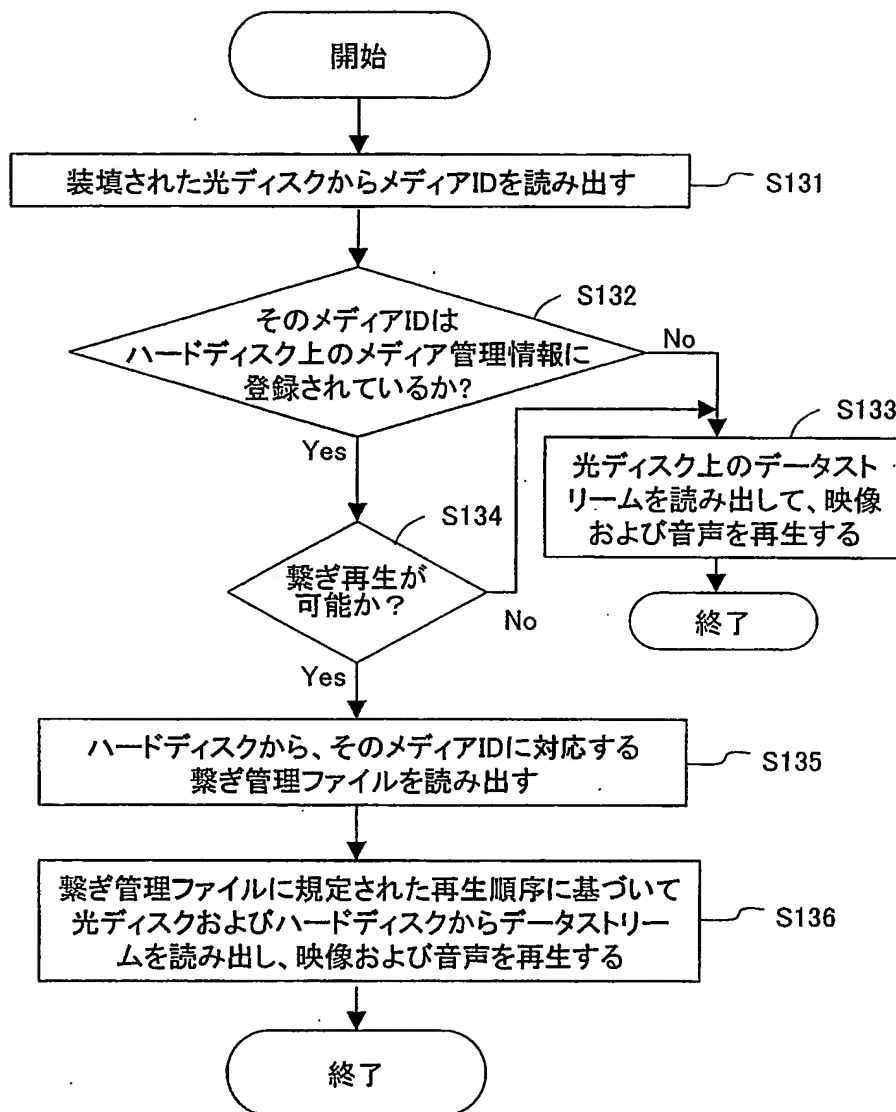 開始
装填された光ディスクからメディアIDを読み出す
S131
S132
そのメディアIDは
ハードディスク上のメディア管理情報に
登録されているか?
No
Yes
S133
光ディスク上のデータスト
リームを読み出して、映像
および音声を再生する
終了
S134
繋ぎ再生が
可能か?
No
Yes
ハードディスクから、そのメディアIDに対応する
繋ぎ管理ファイルを読み出す
S135
繋ぎ管理ファイルに規定された再生順序に基づいて
光ディスクおよびハードディスクからデータストリー
ムを読み出し、映像および音声を再生する
S136
終了